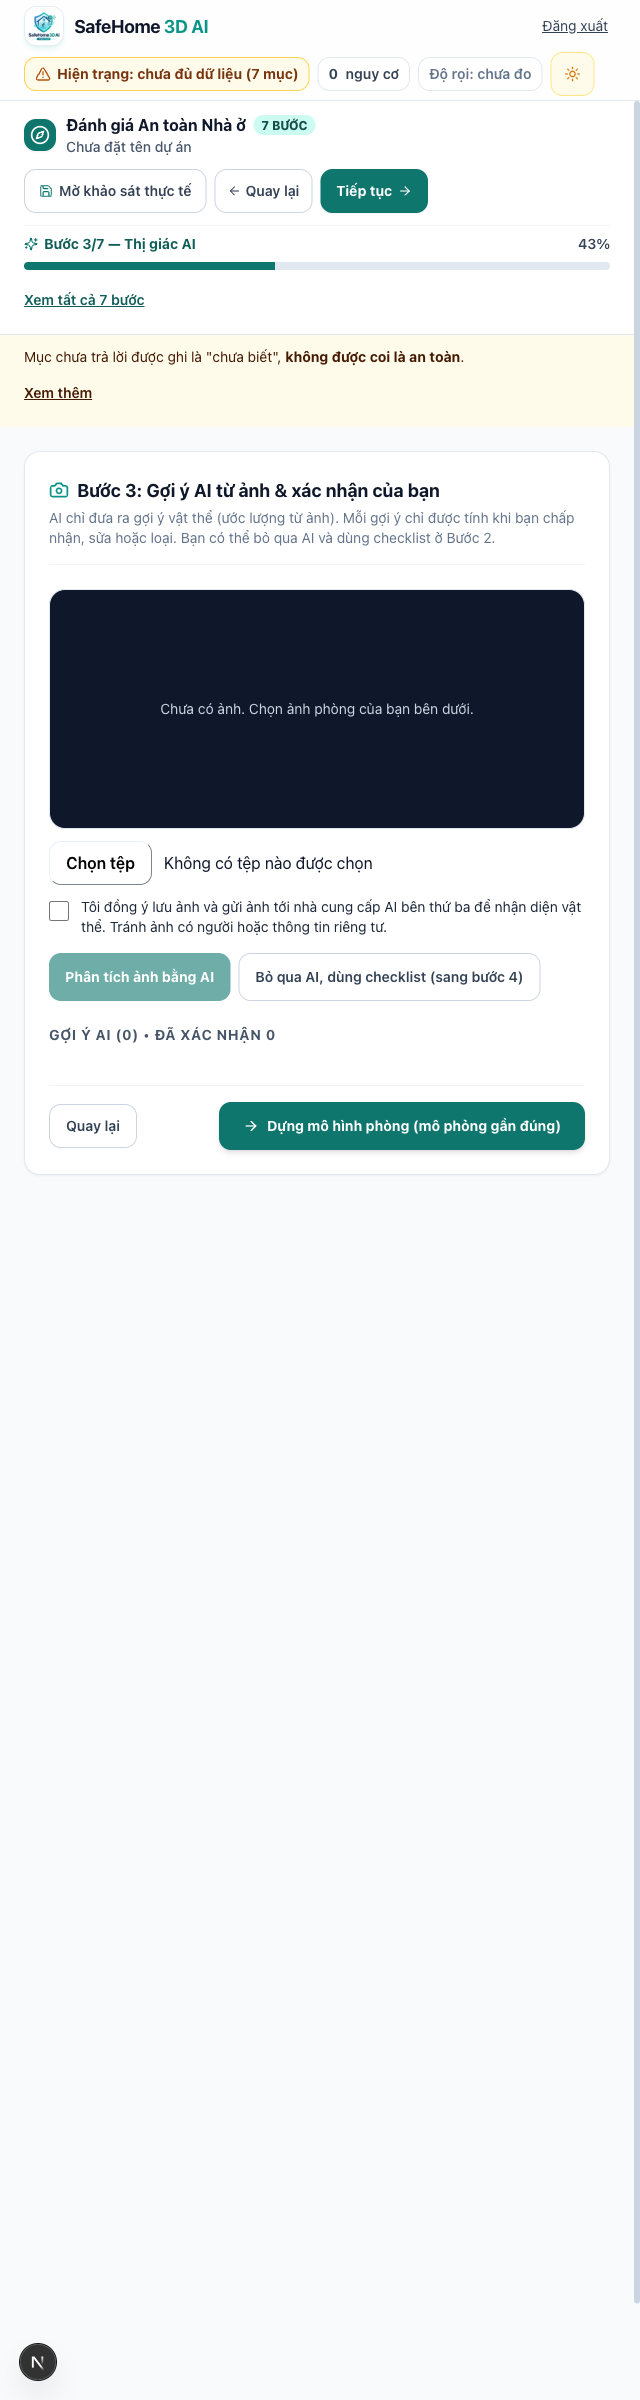 SafeHome 3D AI
Đăng xuất
Hiện trạng: chưa đủ dữ liệu (7 mục)
0 nguy cơ
Độ rọi: chưa đo
Đánh giá An toàn Nhà ở
7 BƯỚC
Chưa đặt tên dự án
Mở khảo sát thực tế
Quay lại
Tiếp tục
Bước 3/7 — Thị giác AI
43%
Xem tất cả 7 bước
Mục chưa trả lời được ghi là "chưa biết", không được coi là an toàn.
Xem thêm
Bước 3: Gợi ý AI từ ảnh & xác nhận của bạn
AI chỉ đưa ra gợi ý vật thể (ước lượng từ ảnh). Mỗi gợi ý chỉ được tính khi bạn chấp
nhận, sửa hoặc loại. Bạn có thể bỏ qua AI và dùng checklist ở Bước 2.
Chưa có ảnh. Chọn ảnh phòng của bạn bên dưới.
Chọn tệp
Không có tệp nào được chọn
Tôi đồng ý lưu ảnh và gửi ảnh tới nhà cung cấp AI bên thứ ba để nhận diện vật
thể. Tránh ảnh có người hoặc thông tin riêng tư.
Phân tích ảnh bằng AI
Bỏ qua AI, dùng checklist (sang bước 4)
GỢI Ý AI (0) • ĐÃ XÁC NHẬN 0
Quay lại
Dựng mô hình phòng (mô phỏng gần đúng)
N